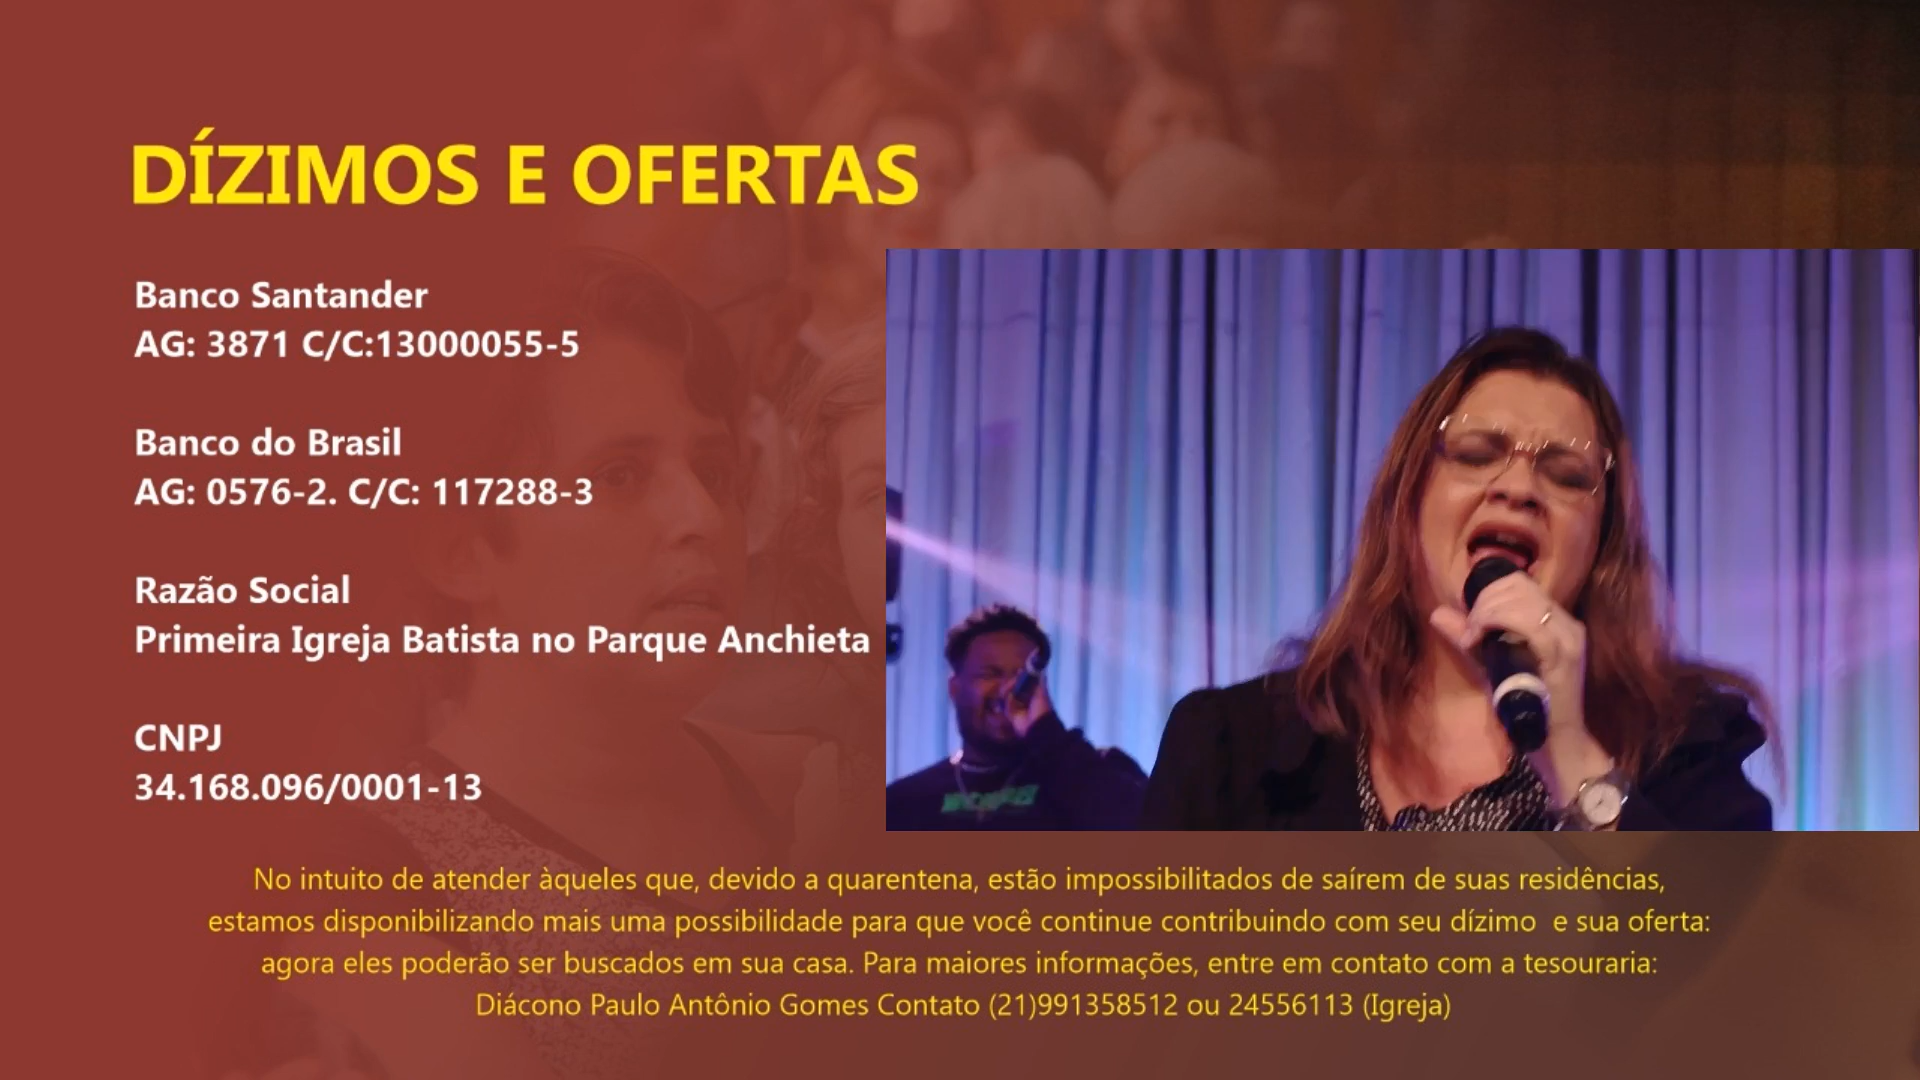 DÍZIMOS E OFERTAS
Banco Santander
AG: 3871 C/C:13000055-5
Banco do Brasil
AG: 0576-2. C/C: 117288-3
Razão Social
Primeira Igreja Batista no Parque Anchieta
CNPJ
34.168.096/0001-13
No intuito de atender àqueles que, devido a quarentena, estão impossibilitados de saírem de suas residências,
estamos disponibilizando mais uma possibilidade para que você continue contribuindo com seu dízimo  e sua oferta:
agora eles poderão ser buscados em sua casa. Para maiores informações, entre em contato com a tesouraria:
Diácono Paulo Antônio Gomes Contato (21)991358512 ou 24556113 (Igreja)